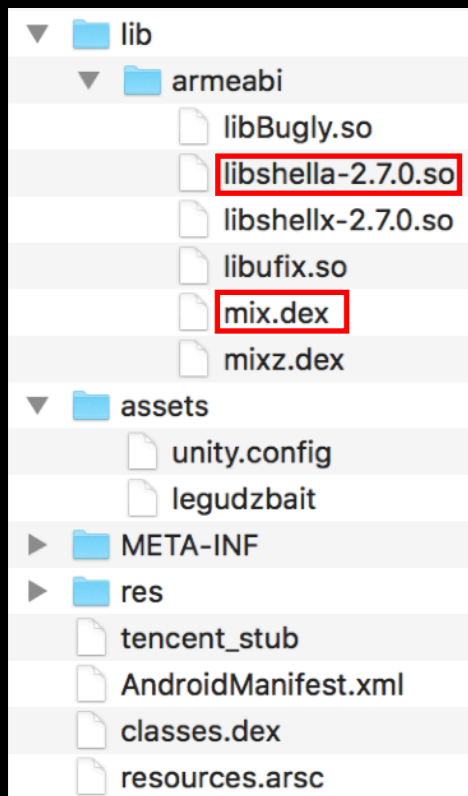 lib
armeabi
libBugly.so
libshella-2.7.0.so
libshellx-2.7.0.so
libufix.so
mix.dex
mixz.dex
assets
unity.config
legudzbait
META-INF
res
tencent_stub
AndroidManifest.xml
classes.dex
resources.arsc